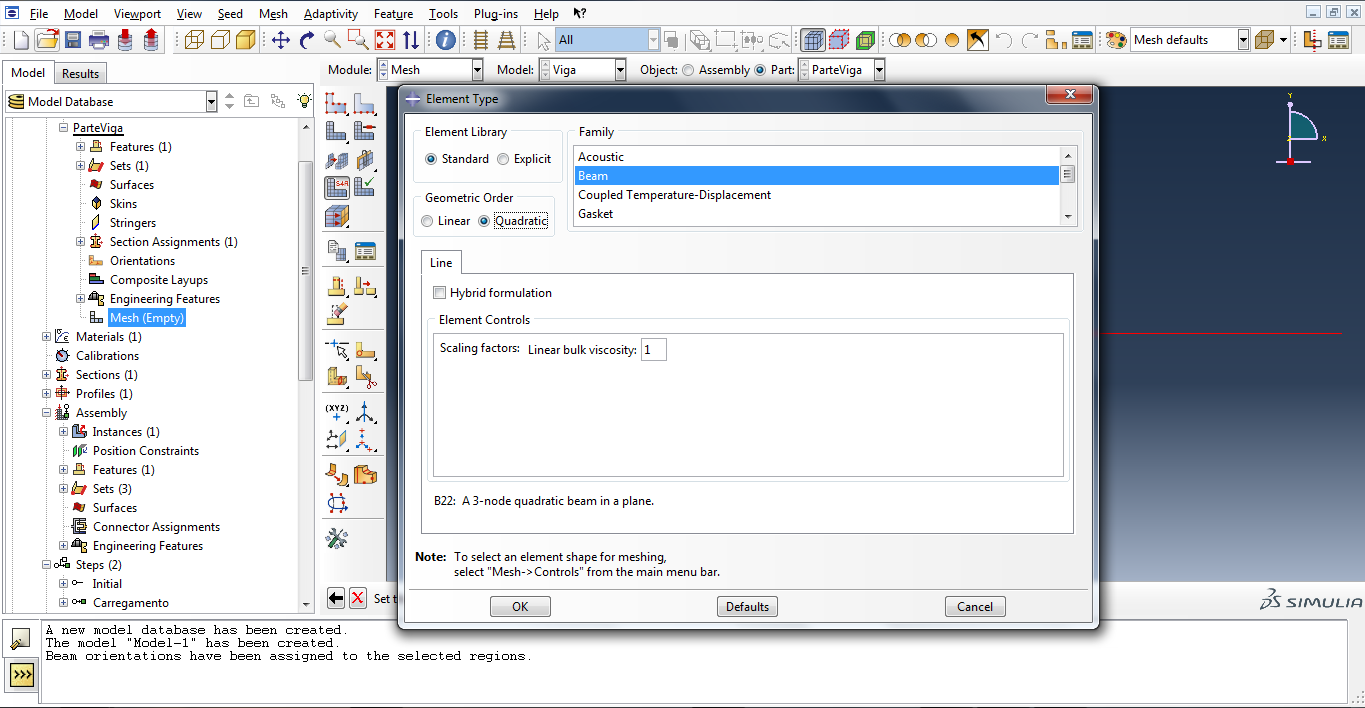 File Model Viewport View Seed Mesh Adaptivity Feature Tools Plug-ins Help
All Mesh defaults
Model Results
Module: Mesh Model: Viga Object: Assembly Part: ParteViga
Model Database
ParteViga
Features (1)
Sets (1)
Surfaces
Skins
Stringers
Section Assignments (1)
Orientations
Composite Layups
Engineering Features
Mesh (Empty)
Materials (1)
Calibrations
Sections (1)
Profiles (1)
Assembly
Instances (1)
Position Constraints
Features (1)
Sets (3)
Surfaces
Connector Assignments
Engineering Features
Steps (2)
Initial
Carregamento
S4R
(XYZ)
Element Type
Element Library
Standard Explicit
Geometric Order
Linear Quadratic
Family
Acoustic
Beam
Coupled Temperature-Displacement
Gasket
Line
Hybrid formulation
Element Controls
Scaling factors: Linear bulk viscosity: 1
B22: A 3-node quadratic beam in a plane.
Note: To select an element shape for meshing,
select "Mesh->Controls" from the main menu bar.
OK Defaults Cancel
Y
X
Set t
SIMULIA
A new model database has been created.
The model "Model-1" has been created.
Beam orientations have been assigned to the selected regions.
>>>